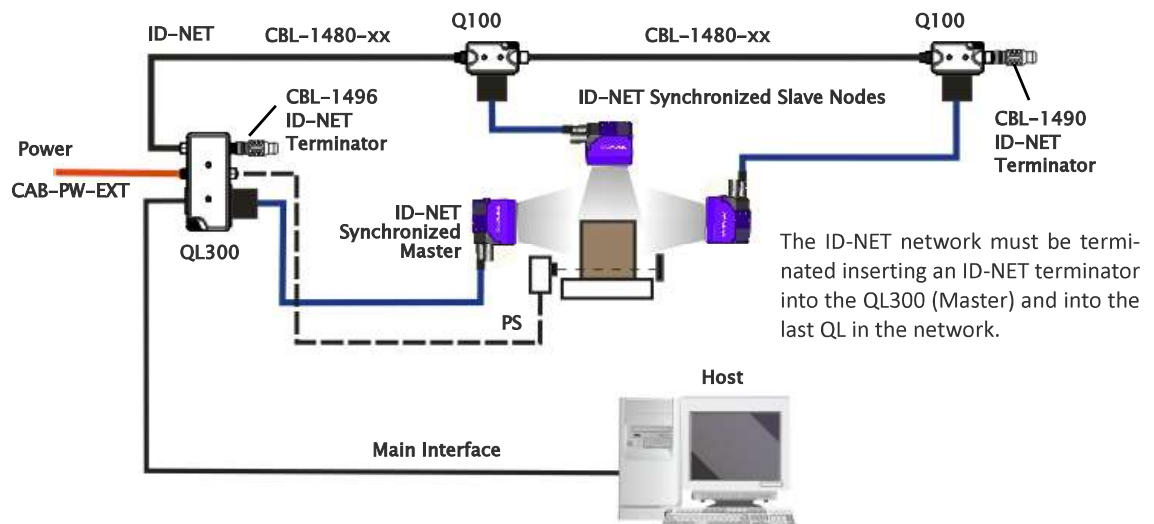 Q100
Q100
ID-NET
CBL-1480-xx
CBL-1480-xx
CBL-1496
ID-NET
Terminator
ID-NET Synchronized Slave Nodes
CBL-1490
ID-NET
Terminator
Power
CAB-PW-EXT
QL300
ID-NET
Synchronized
Master
The ID-NET network must be termi-
nated inserting an ID-NET terminator
into the QL300 (Master) and into the
last QL in the network.
PS
Host
Main Interface